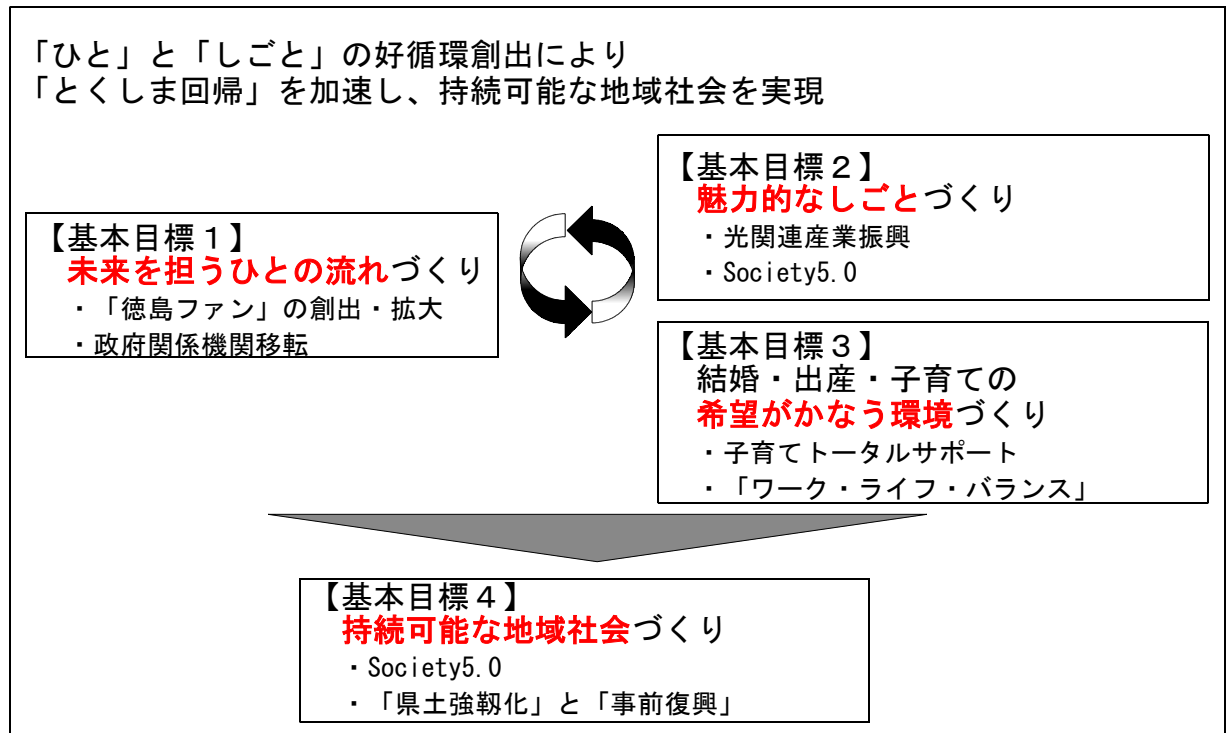 「ひと」と「しごと」の好循環創出により
「とくしま回帰」を加速し、持続可能な地域社会を実現
【基本目標１】
未来を担うひとの流れづくり
・「徳島ファン」の創出・拡大
・政府関係機関移転
【基本目標２】
魅力的なしごとづくり
・光関連産業振興
・Society5.0
【基本目標３】
結婚・出産・子育ての
希望がかなう環境づくり
・子育てトータルサポート
・「ワーク・ライフ・バランス」
【基本目標４】
持続可能な地域社会づくり
・Society5.0
・「県土強靱化」と「事前復興」